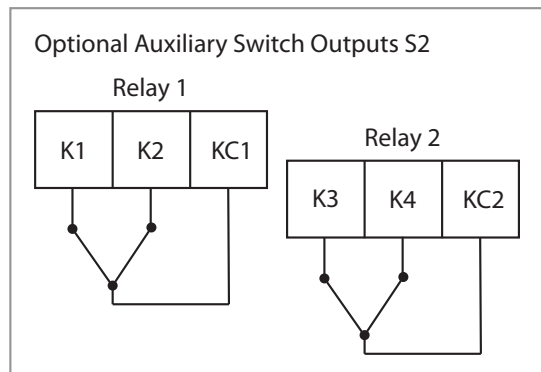 Optional Auxiliary Switch Outputs S2
Relay 1
K1 K2 KC1
Relay 2
K3 K4 KC2